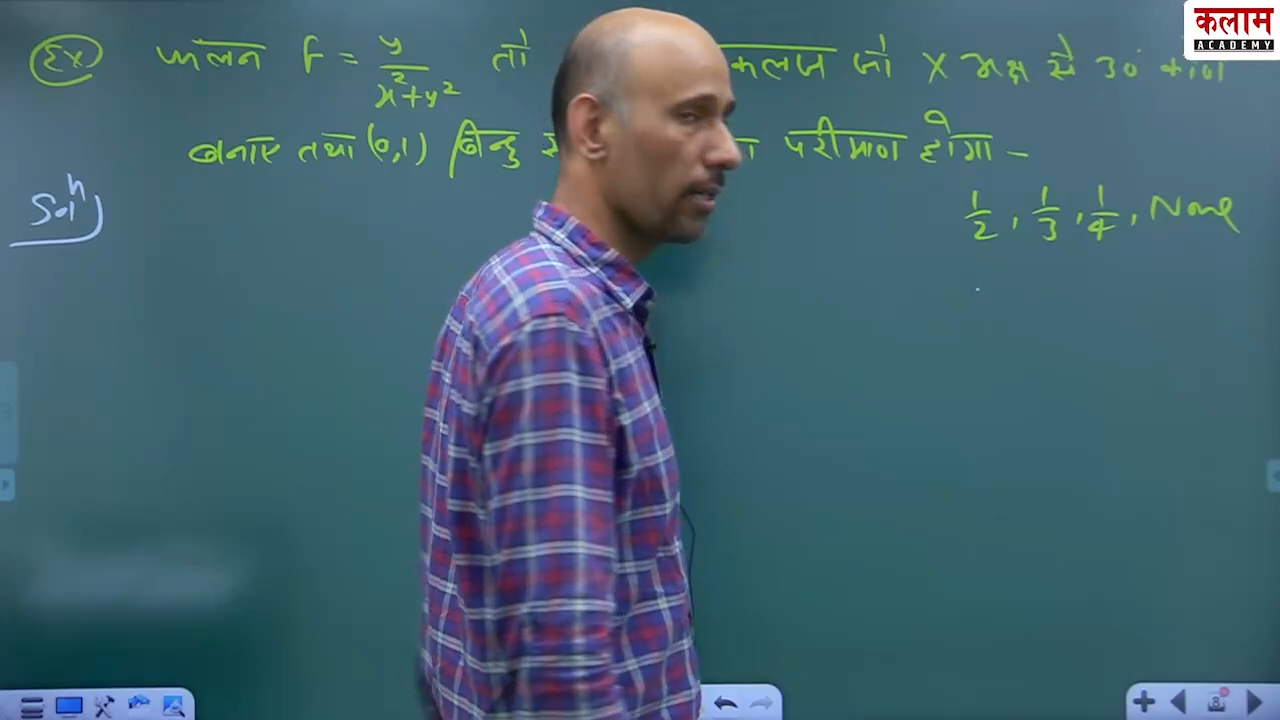 कलाम
ACADEMY
Ex फलन F = y/(x²+y²) तो कलज जो X अक्ष से 30° कोण
बनाए तथा (0,1) बिन्दु परीमाण होगा –
Solⁿ
1/2, 1/3, 1/4, None